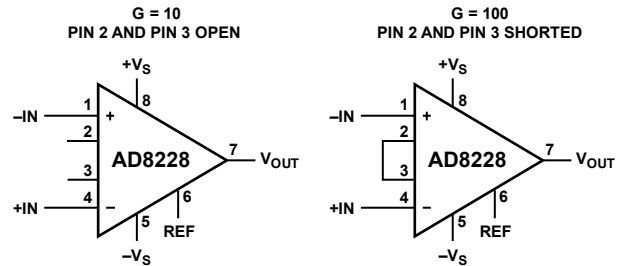 G = 10
PIN 2 AND PIN 3 OPEN
+VS
–IN
1
+
8
2
AD8228
7
VOUT
3
+IN
4
–
5
6
REF
–VS
G = 100
PIN 2 AND PIN 3 SHORTED
+VS
–IN
1
+
8
2
AD8228
7
VOUT
3
+IN
4
–
5
6
REF
–VS